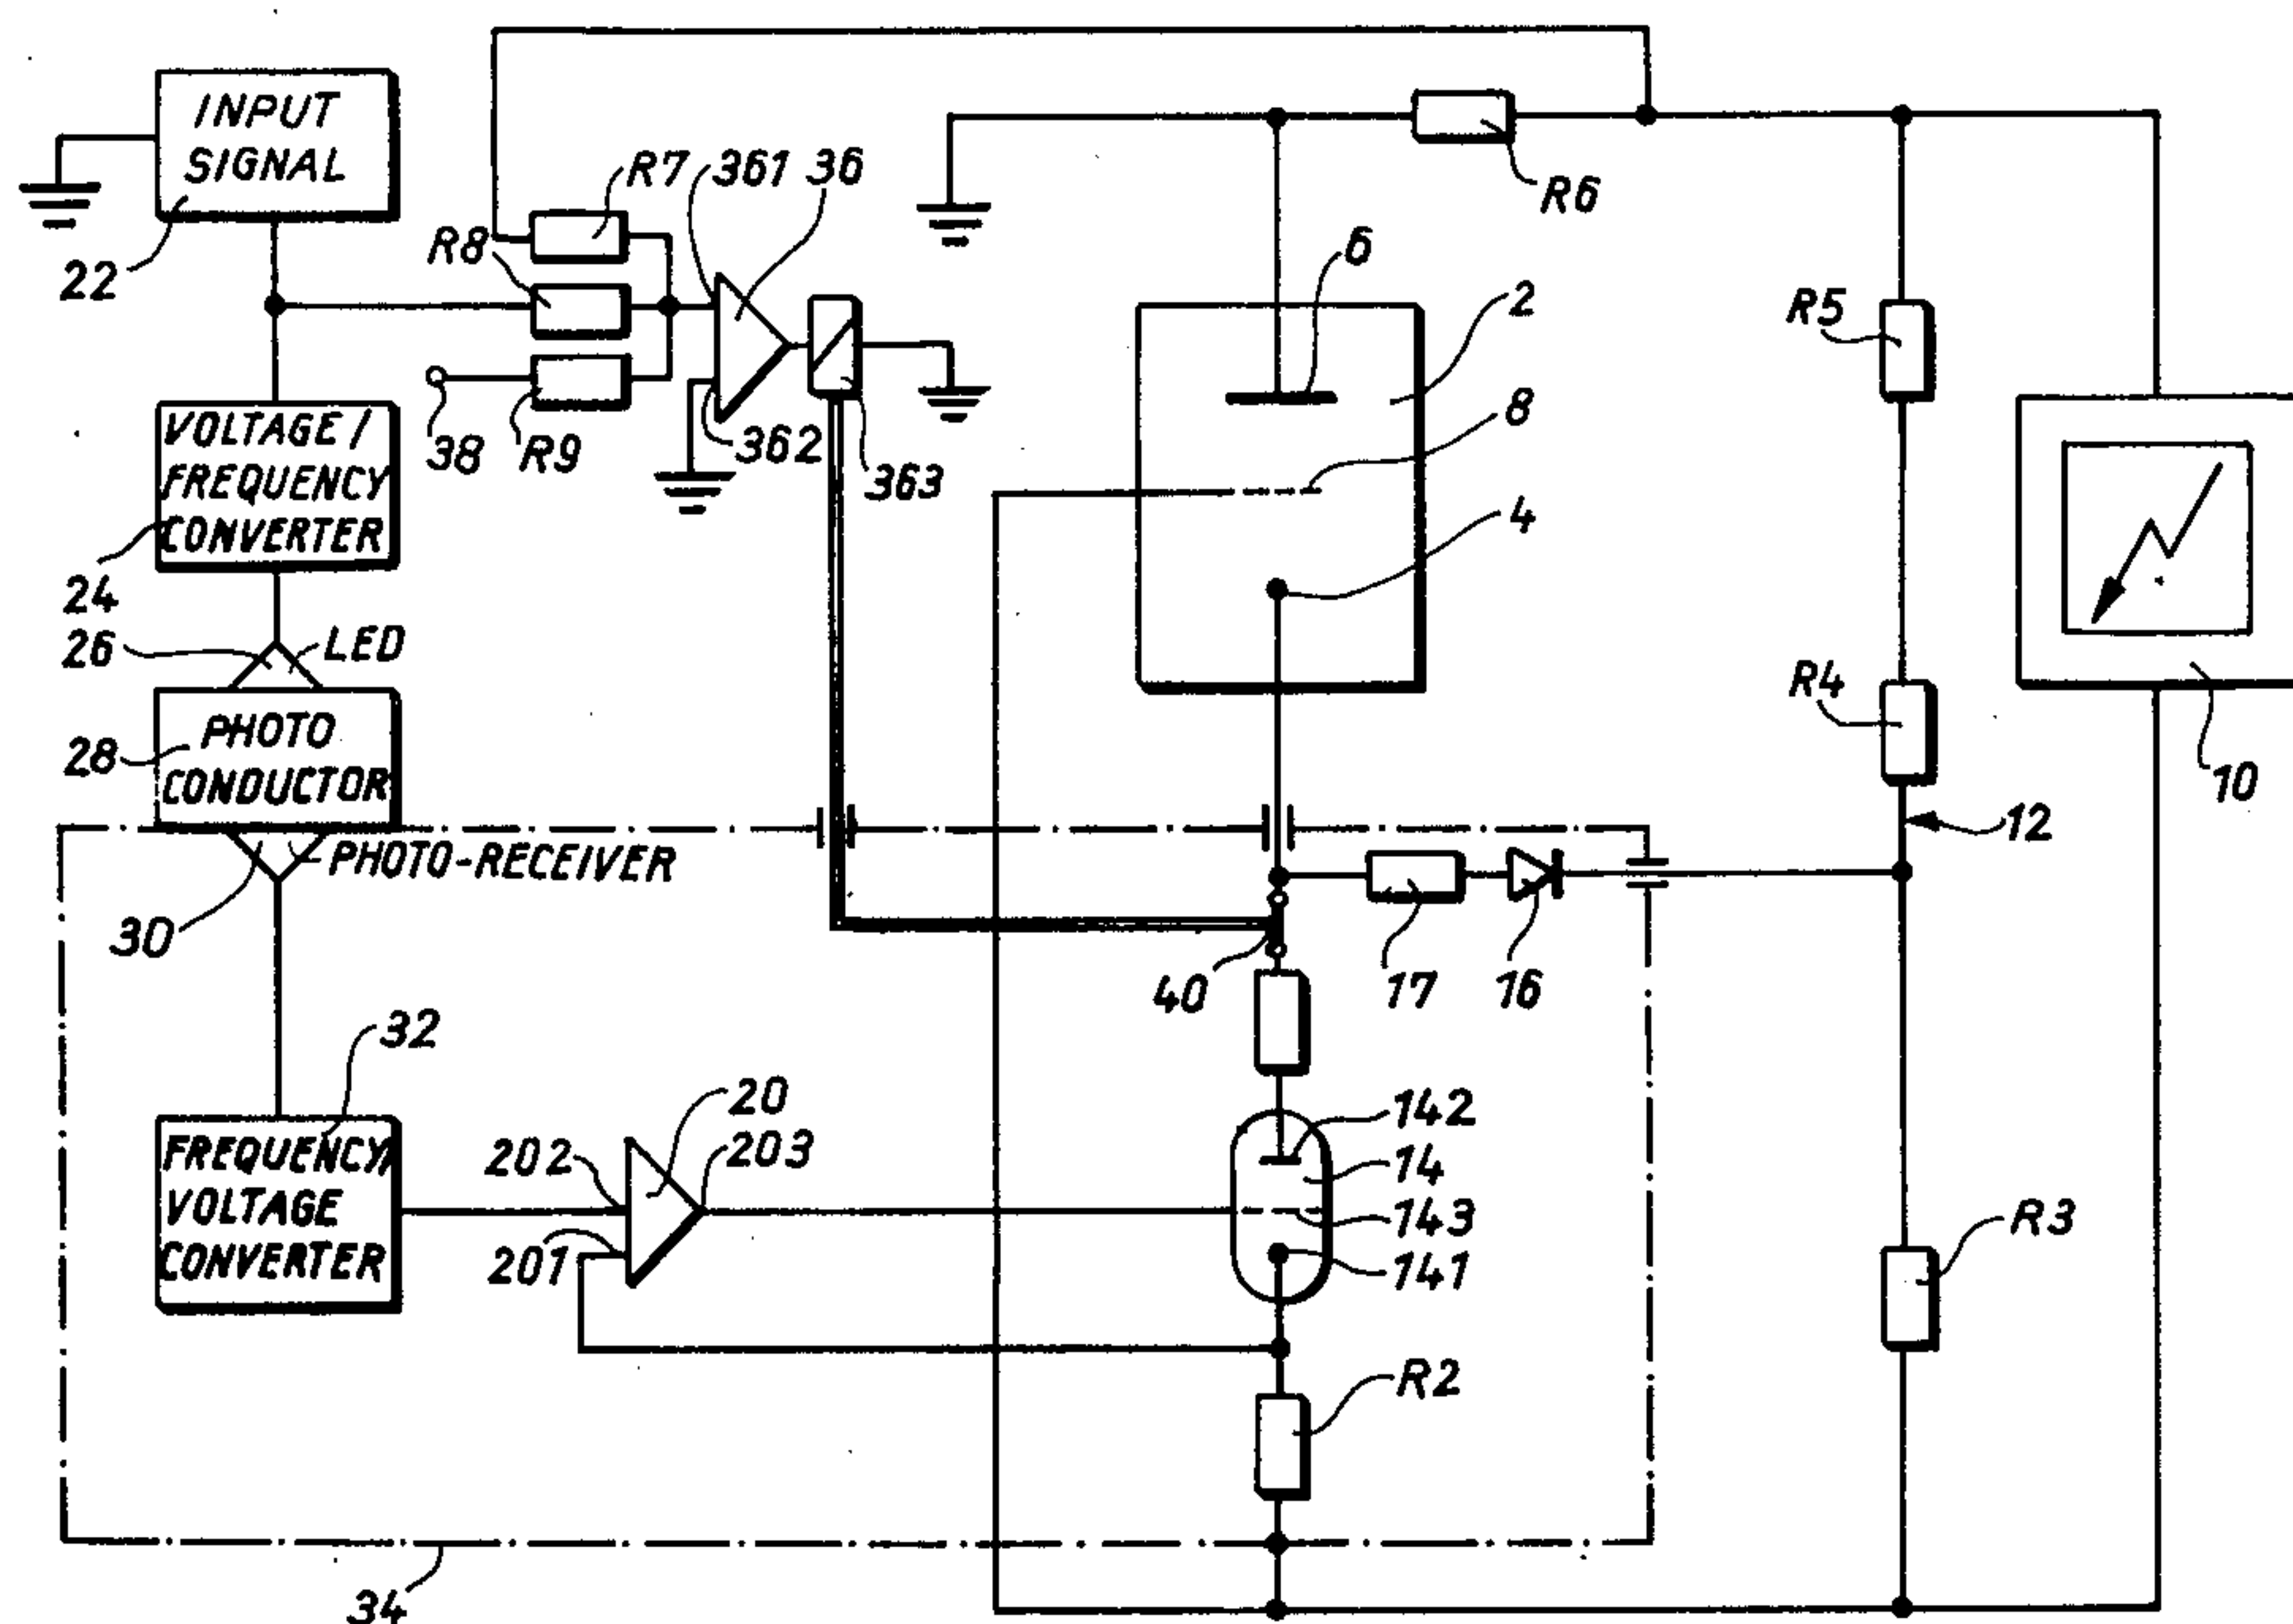 INPUT
SIGNAL
22
R7
361
36
R8
R6
6
2
R5
8
38
R9
362
363
VOLTAGE /
FREQUENCY
CONVERTER
24
4
26
LED
R4
10
PHOTO
CONDUCTOR
28
12
PHOTO-RECEIVER
30
40
17
16
32
FREQUENCY/
VOLTAGE
CONVERTER
202
20
203
201
142
14
143
141
R3
R2
34